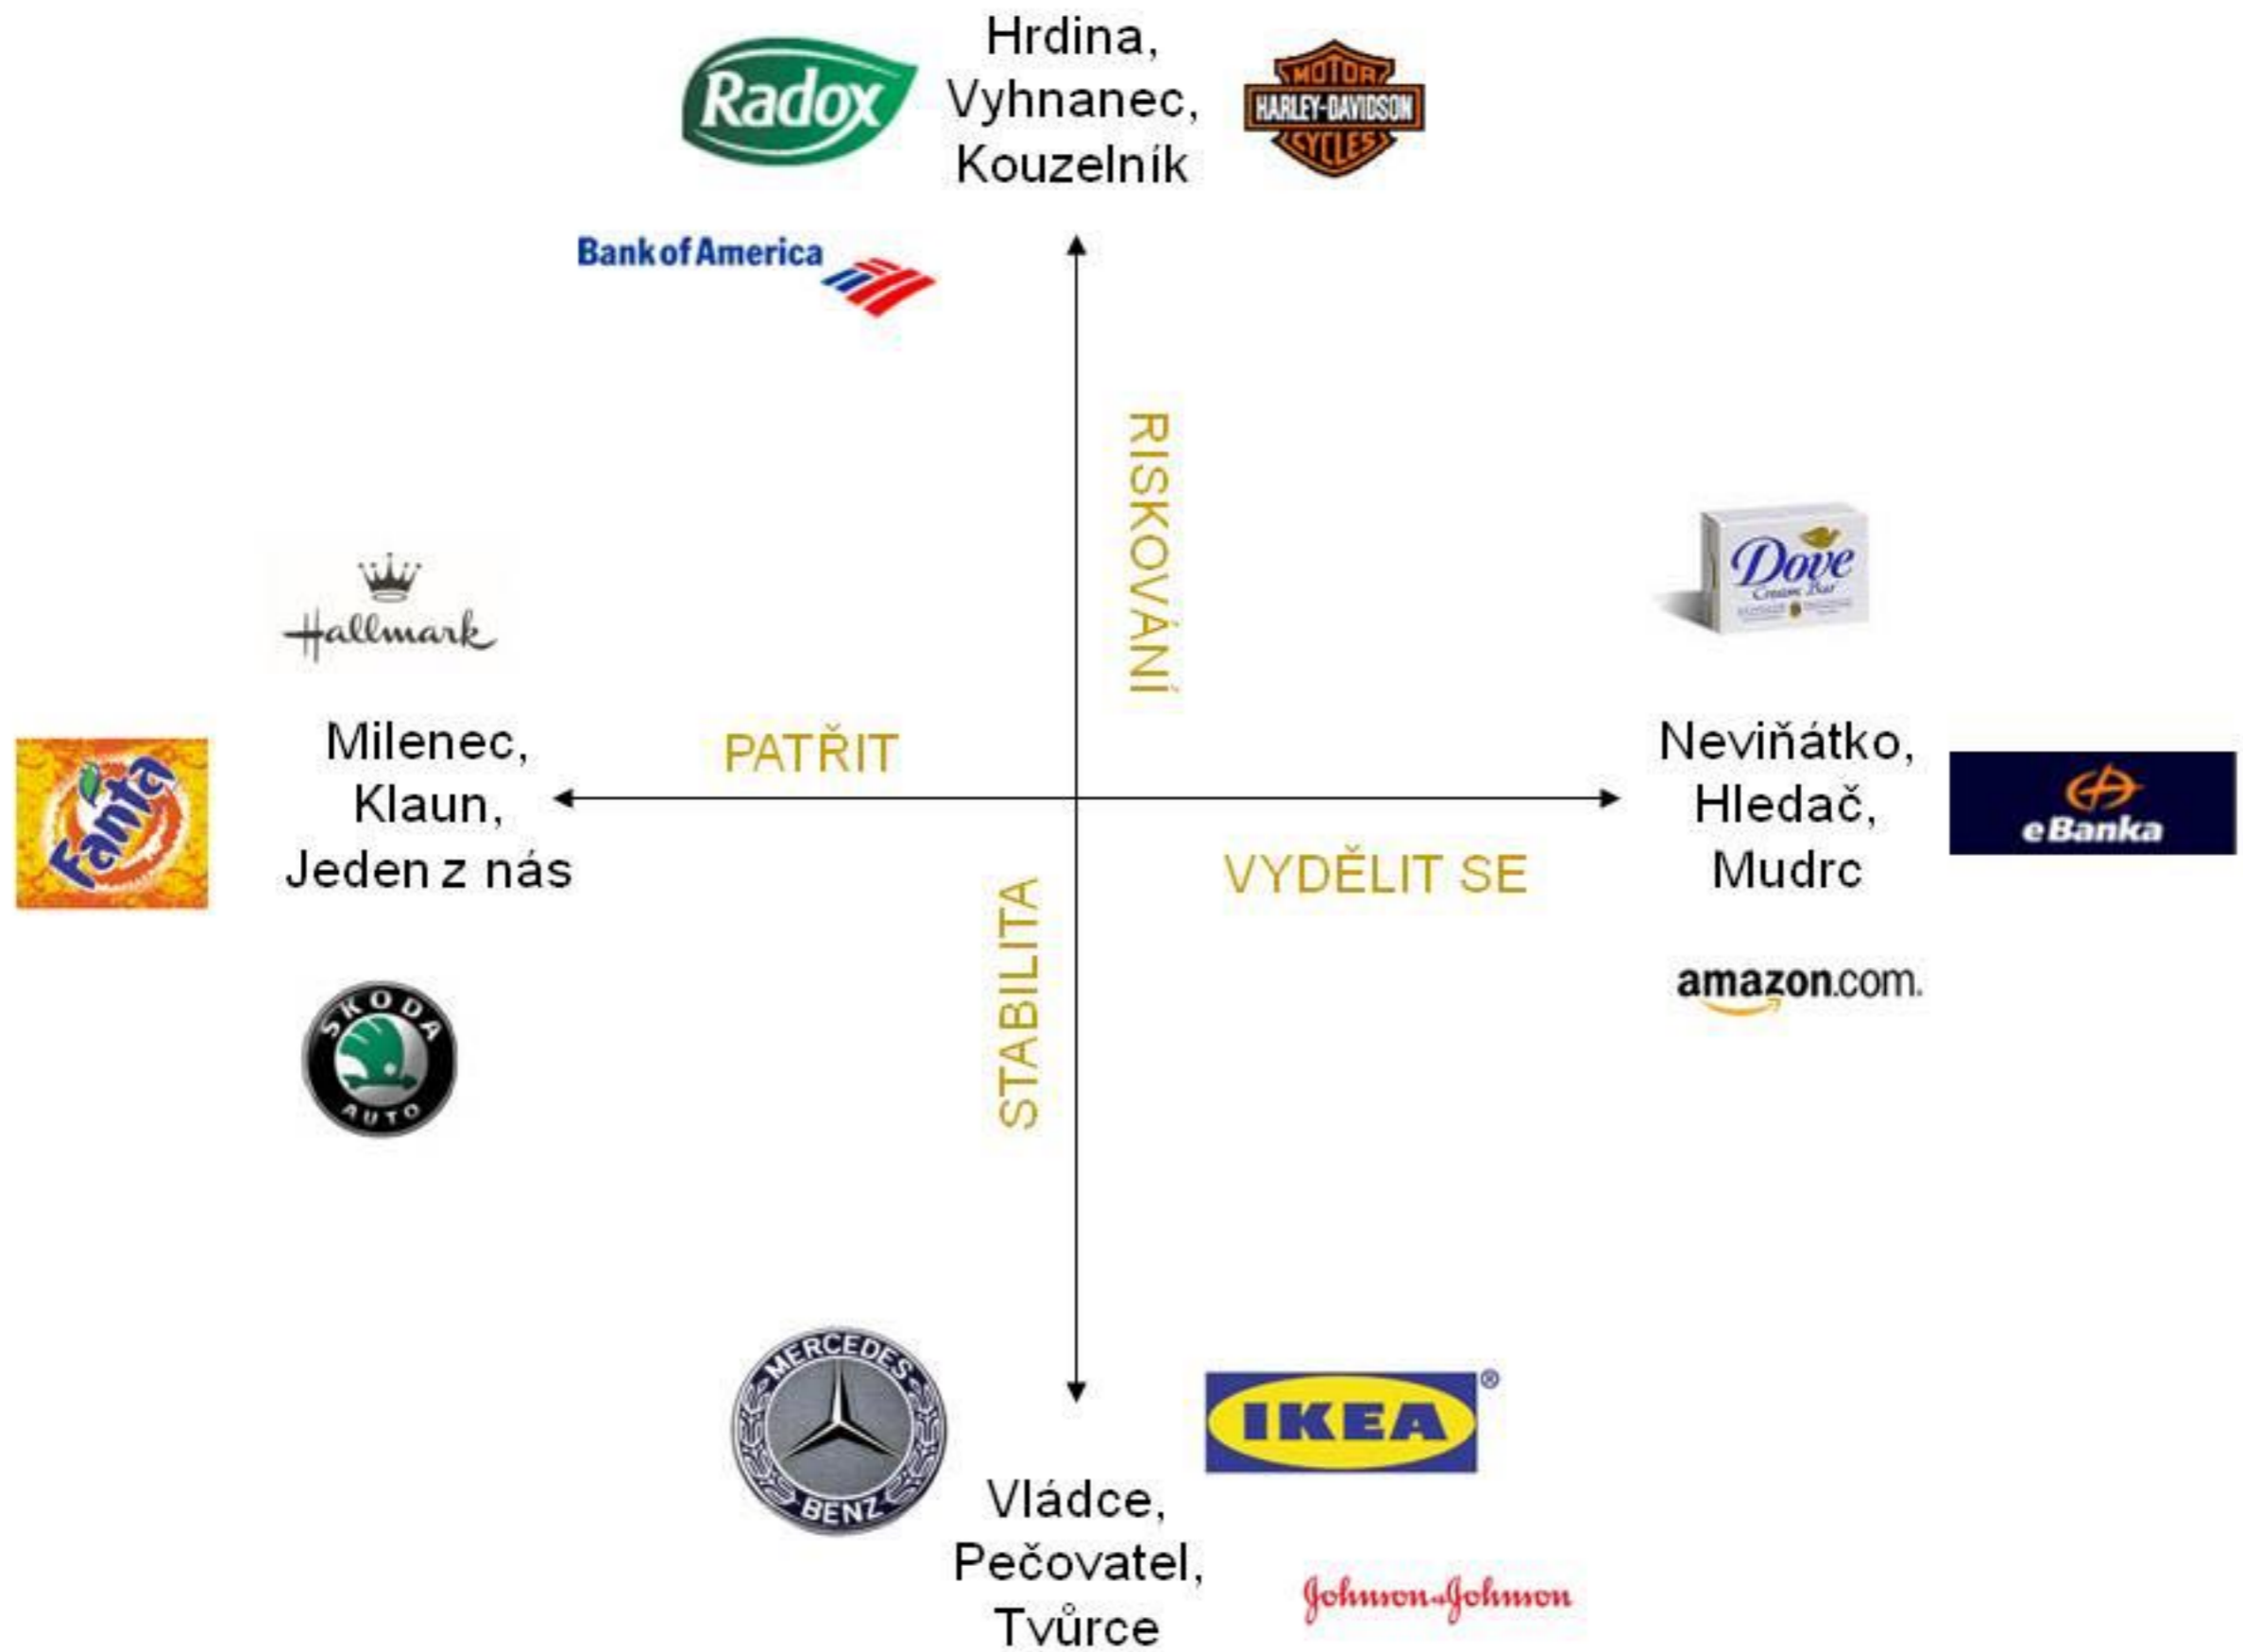 Hrdina,
Vyhnanec,
Kouzelník
Radox
MOTOR
HARLEY-DAVIDSON
CYCLES
Bank of America
RISKOVÁNÍ
Hallmark
Dove
Cream Bar
Milenec,
Klaun,
Jeden z nás
Fanta
PATŘIT
VYDĚLIT SE
Neviňátko,
Hledač,
Mudrc
eBanka
STABILITA
amazon.com.
SKODA
AUTO
MERCEDES
BENZ
IKEA®
Vládce,
Pečovatel,
Tvůrce
Johnson & Johnson